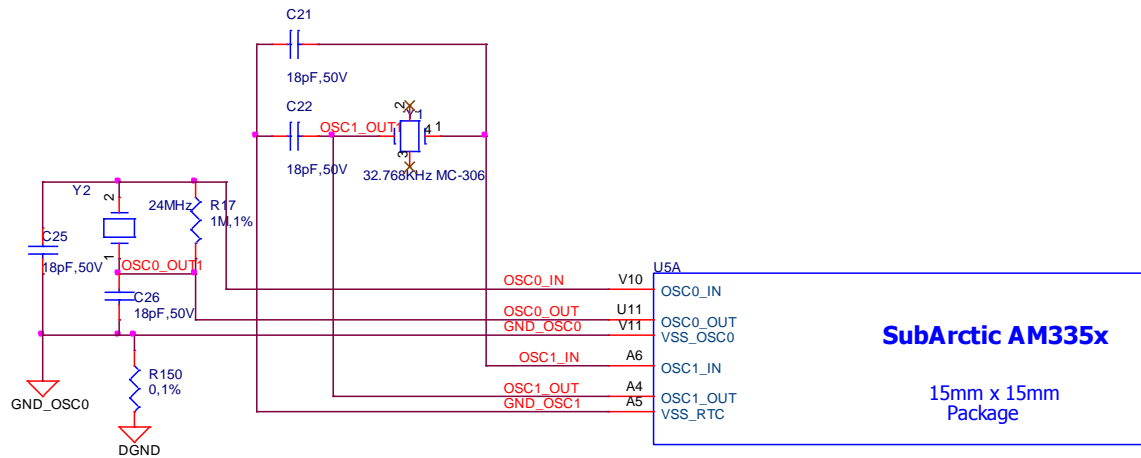 C21
18pF,50V
C22
OSC1_OUT1
2
Y1
4
1
3
18pF,50V
32.768KHz MC-306
Y2
2
24MHz
R17
1M,1%
C25
18pF,50V
1
OSC0_OUT1
C26
18pF,50V
R150
0,1%
GND_OSC0
DGND
U5A
OSC0_IN
V10
OSC0_IN
OSC0_OUT
U11
OSC0_OUT
GND_OSC0
V11
VSS_OSC0
OSC1_IN
A6
OSC1_IN
OSC1_OUT
A4
OSC1_OUT
GND_OSC1
A5
VSS_RTC
SubArctic AM335x
15mm x 15mm
Package